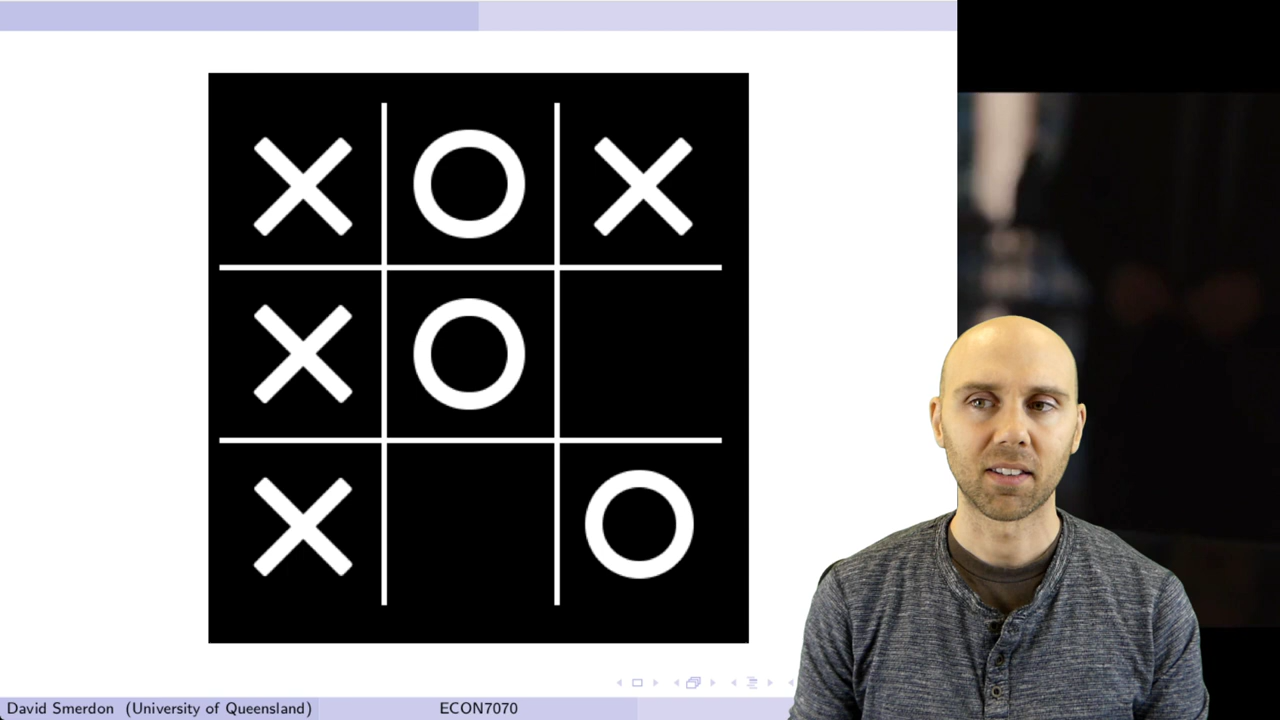 X O X
X O
X O
David Smerdon (University of Queensland) ECON7070